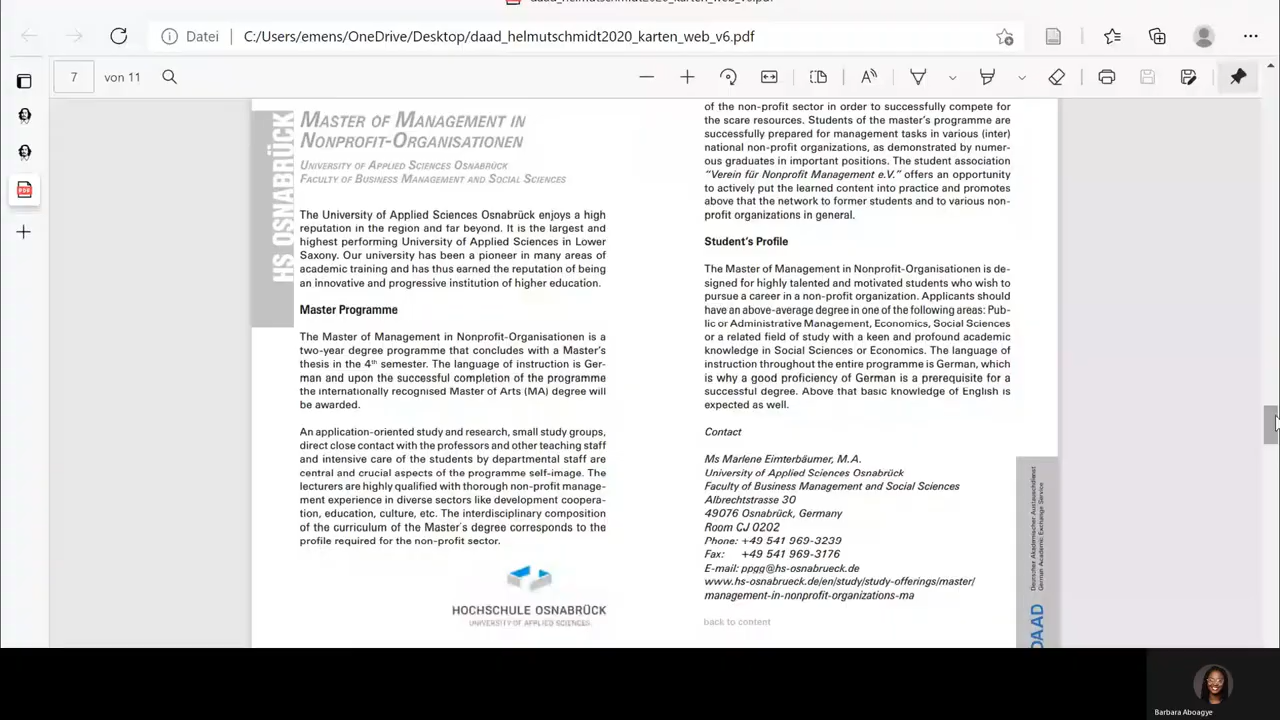 daad_helmutschmidt2020_karten_web_v6.pdf
Datei
C:/Users/emens/OneDrive/Desktop/daad_helmutschmidt2020_karten_web_v6.pdf
7
von 11
HS OSNABRÜCK
MASTER OF MANAGEMENT IN
NONPROFIT-ORGANISATIONEN
UNIVERSITY OF APPLIED SCIENCES OSNABRÜCK
FACULTY OF BUSINESS MANAGEMENT AND SOCIAL SCIENCES
The University of Applied Sciences Osnabrück enjoys a high
reputation in the region and far beyond. It is the largest and
highest performing University of Applied Sciences in Lower
Saxony. Our university has been a pioneer in many areas of
academic training and has thus earned the reputation of being
an innovative and progressive institution of higher education.
Master Programme
The Master of Management in Nonprofit-Organisationen is a
two-year degree programme that concludes with a Master's
thesis in the 4th semester. The language of instruction is Ger-
man and upon the successful completion of the programme
the internationally recognised Master of Arts (MA) degree will
be awarded.
An application-oriented study and research, small study groups,
direct close contact with the professors and other teaching staff
and intensive care of the students by departmental staff are
central and crucial aspects of the programme self-image. The
lecturers are highly qualified with thorough non-profit manage-
ment experience in diverse sectors like development coopera-
tion, education, culture, etc. The interdisciplinary composition
of the curriculum of the Master's degree corresponds to the
profile required for the non-profit sector.
HOCHSCHULE OSNABRÜCK
UNIVERSITY OF APPLIED SCIENCES
of the non-profit sector in order to successfully compete for
the scare resources. Students of the master's programme are
successfully prepared for management tasks in various (inter)
national non-profit organizations, as demonstrated by numer-
ous graduates in important positions. The student association
"Verein für Nonprofit Management e.V." offers an opportunity
to actively put the learned content into practice and promotes
above that the network to former students and to various non-
profit organizations in general.
Student's Profile
The Master of Management in Nonprofit-Organisationen is de-
signed for highly talented and motivated students who wish to
pursue a career in a non-profit organization. Applicants should
have an above-average degree in one of the following areas: Pub-
lic or Administrative Management, Economics, Social Sciences
or a related field of study with a keen and profound academic
knowledge in Social Sciences or Economics. The language of
instruction throughout the entire programme is German, which
is why a good proficiency of German is a prerequisite for a
successful degree. Above that basic knowledge of English is
expected as well.
Contact
Ms Marlene Eimterbäumer, M.A.
University of Applied Sciences Osnabrück
Faculty of Business Management and Social Sciences
Albrechtstrasse 30
49076 Osnabrück, Germany
Room CJ 0202
Phone: +49 541 969-3239
Fax: +49 541 969-3176
E-mail: ppgg@hs-osnabrueck.de
www.hs-osnabrueck.de/en/study/study-offerings/master/
management-in-nonprofit-organizations-ma
back to content
DAAD
Deutscher Akademischer Austauschdienst
German Academic Exchange Service
Barbara Aboagye